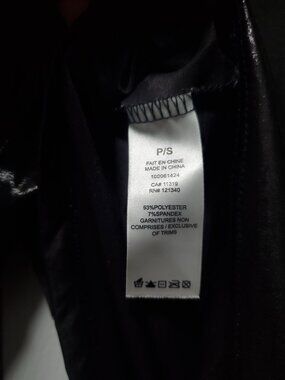 P/S
FAIT EN CHINE
MADE IN CHINA
100061424
CA# 11319
RN# 121340
93%POLYESTER
7%SPANDEX
GARNITURES NON
COMPRISES / EXCLUSIVE
OF TRIMS